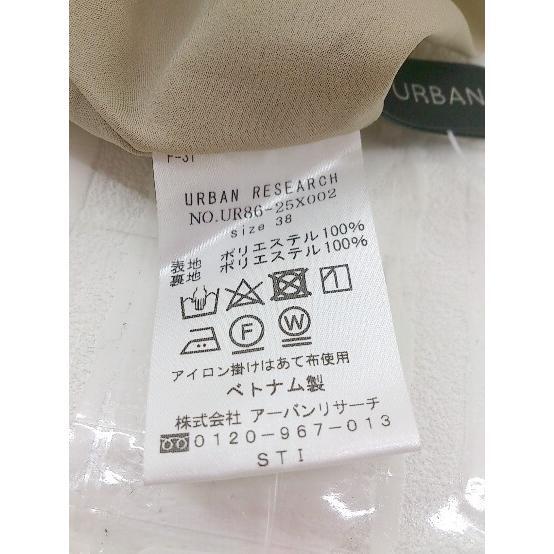 URBAN
F-31
URBAN RESEARCH
NO.UR86-25X002
size 38
表地 ポリエステル100%
裏地 ポリエステル100%
F W
アイロン掛けはあて布使用
ベトナム製
株式会社 アーバンリサーチ
0120-967-013
STI